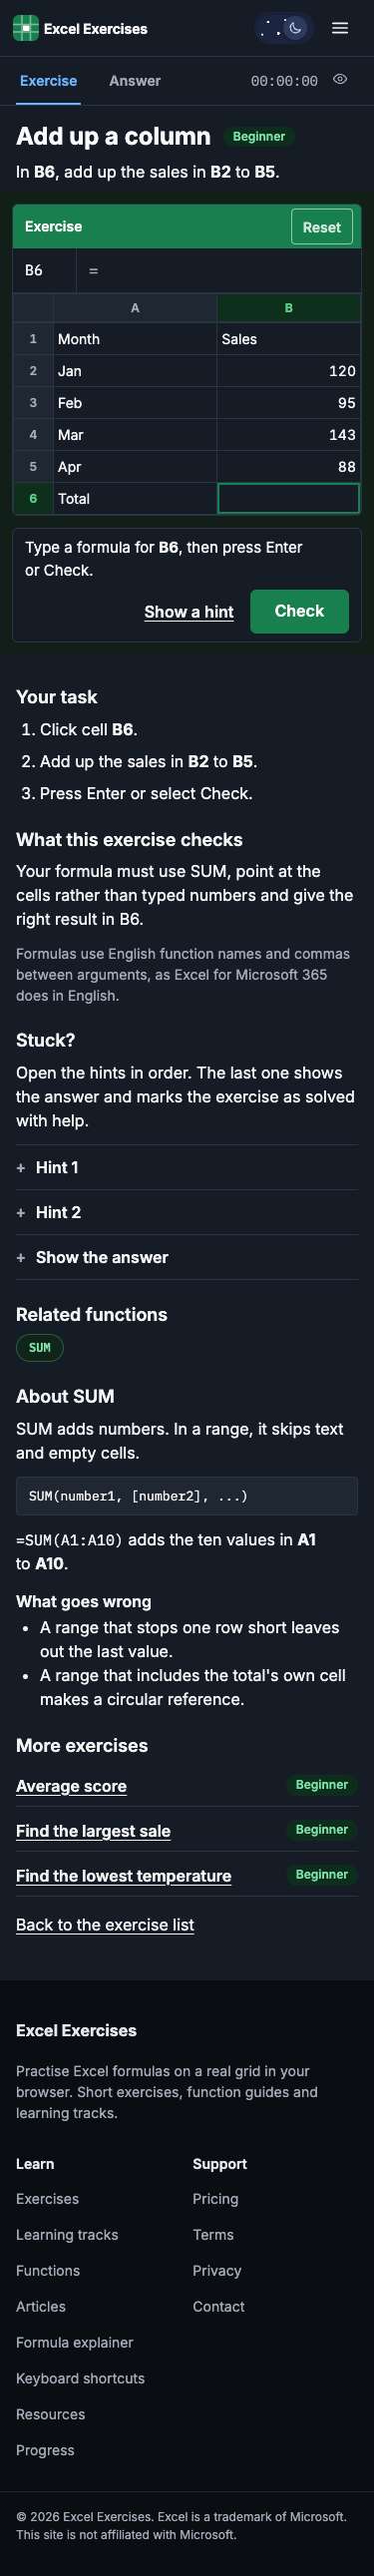 Excel Exercises
Exercise Answer 00:00:00
Add up a column Beginner
In B6, add up the sales in B2 to B5.
Exercise Reset
B6 =
A B
1 Month Sales
2 Jan 120
3 Feb 95
4 Mar 143
5 Apr 88
6 Total
Type a formula for B6, then press Enter
or Check.
Show a hint Check
Your task
1. Click cell B6.
2. Add up the sales in B2 to B5.
3. Press Enter or select Check.
What this exercise checks
Your formula must use SUM, point at the
cells rather than typed numbers and give the
right result in B6.
Formulas use English function names and commas
between arguments, as Excel for Microsoft 365
does in English.
Stuck?
Open the hints in order. The last one shows
the answer and marks the exercise as solved
with help.
+ Hint 1
+ Hint 2
+ Show the answer
Related functions
SUM
About SUM
SUM adds numbers. In a range, it skips text
and empty cells.
SUM(number1, [number2], ...)
=SUM(A1:A10) adds the ten values in A1
to A10.
What goes wrong
• A range that stops one row short leaves
out the last value.
• A range that includes the total's own cell
makes a circular reference.
More exercises
Average score Beginner
Find the largest sale Beginner
Find the lowest temperature Beginner
Back to the exercise list
Excel Exercises
Practise Excel formulas on a real grid in your
browser. Short exercises, function guides and
learning tracks.
Learn Support
Exercises Pricing
Learning tracks Terms
Functions Privacy
Articles Contact
Formula explainer
Keyboard shortcuts
Resources
Progress
© 2026 Excel Exercises. Excel is a trademark of Microsoft.
This site is not affiliated with Microsoft.